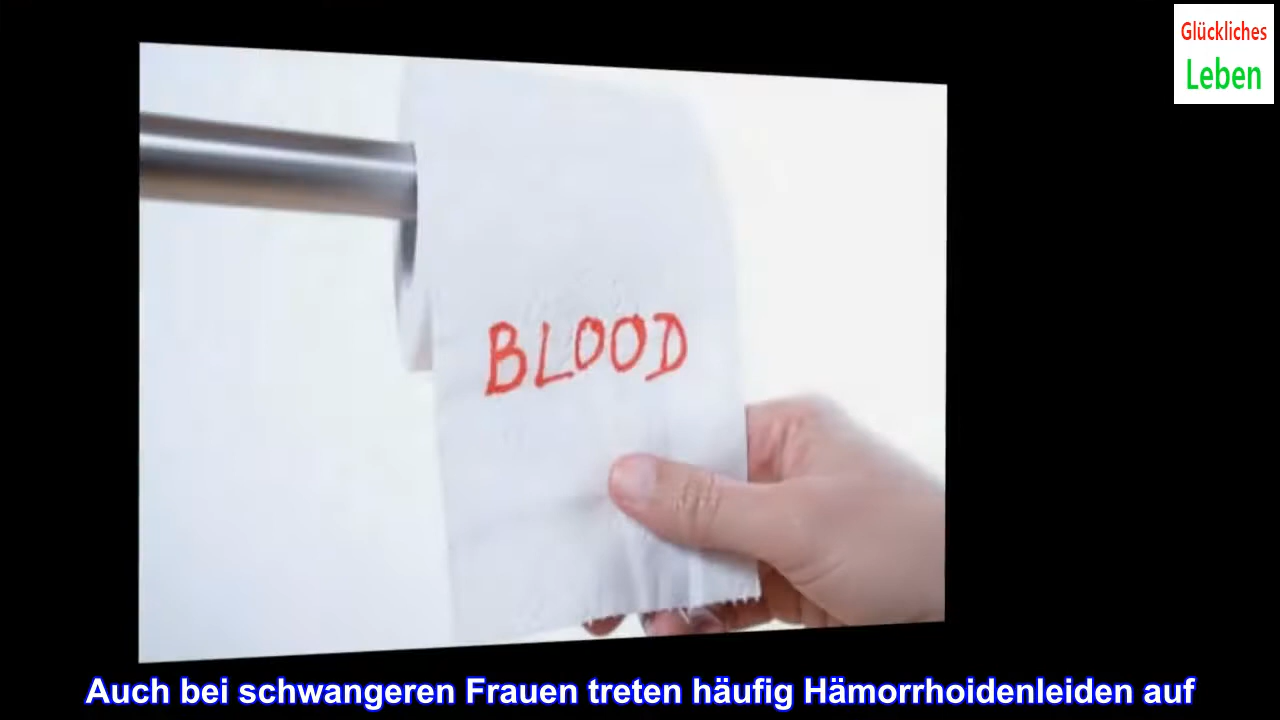 Glückliches
Leben
BLOOD
Auch bei schwangeren Frauen treten häufig Hämorrhoidenleiden auf